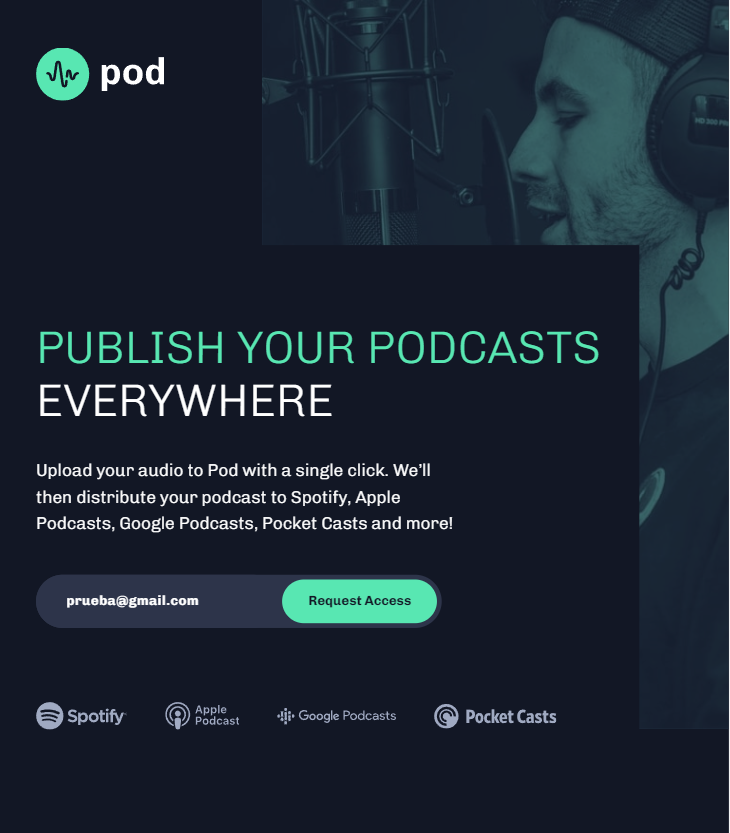 pod
PUBLISH YOUR PODCASTS
EVERYWHERE
Upload your audio to Pod with a single click. We’ll
then distribute your podcast to Spotify, Apple
Podcasts, Google Podcasts, Pocket Casts and more!
prueba@gmail.com
Request Access
Spotify
Apple
Podcast
Google Podcasts
Pocket Casts